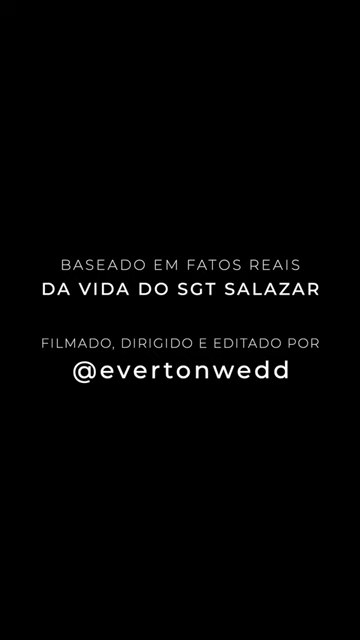 BASEADO EM FATOS REAIS
DA VIDA DO SGT SALAZAR
FILMADO, DIRIGIDO E EDITADO POR
@evertonwedd